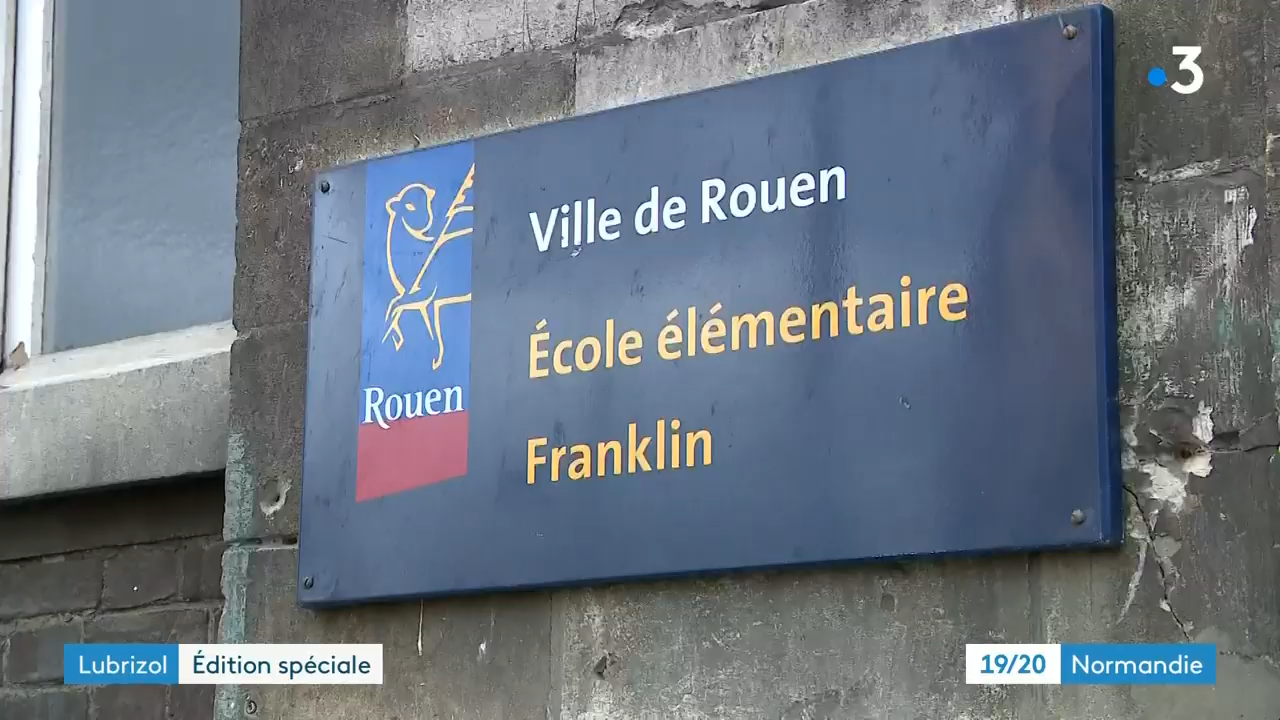 3
Ville de Rouen
École élémentaire
Franklin
Rouen
Lubrizol Édition spéciale
19/20 Normandie